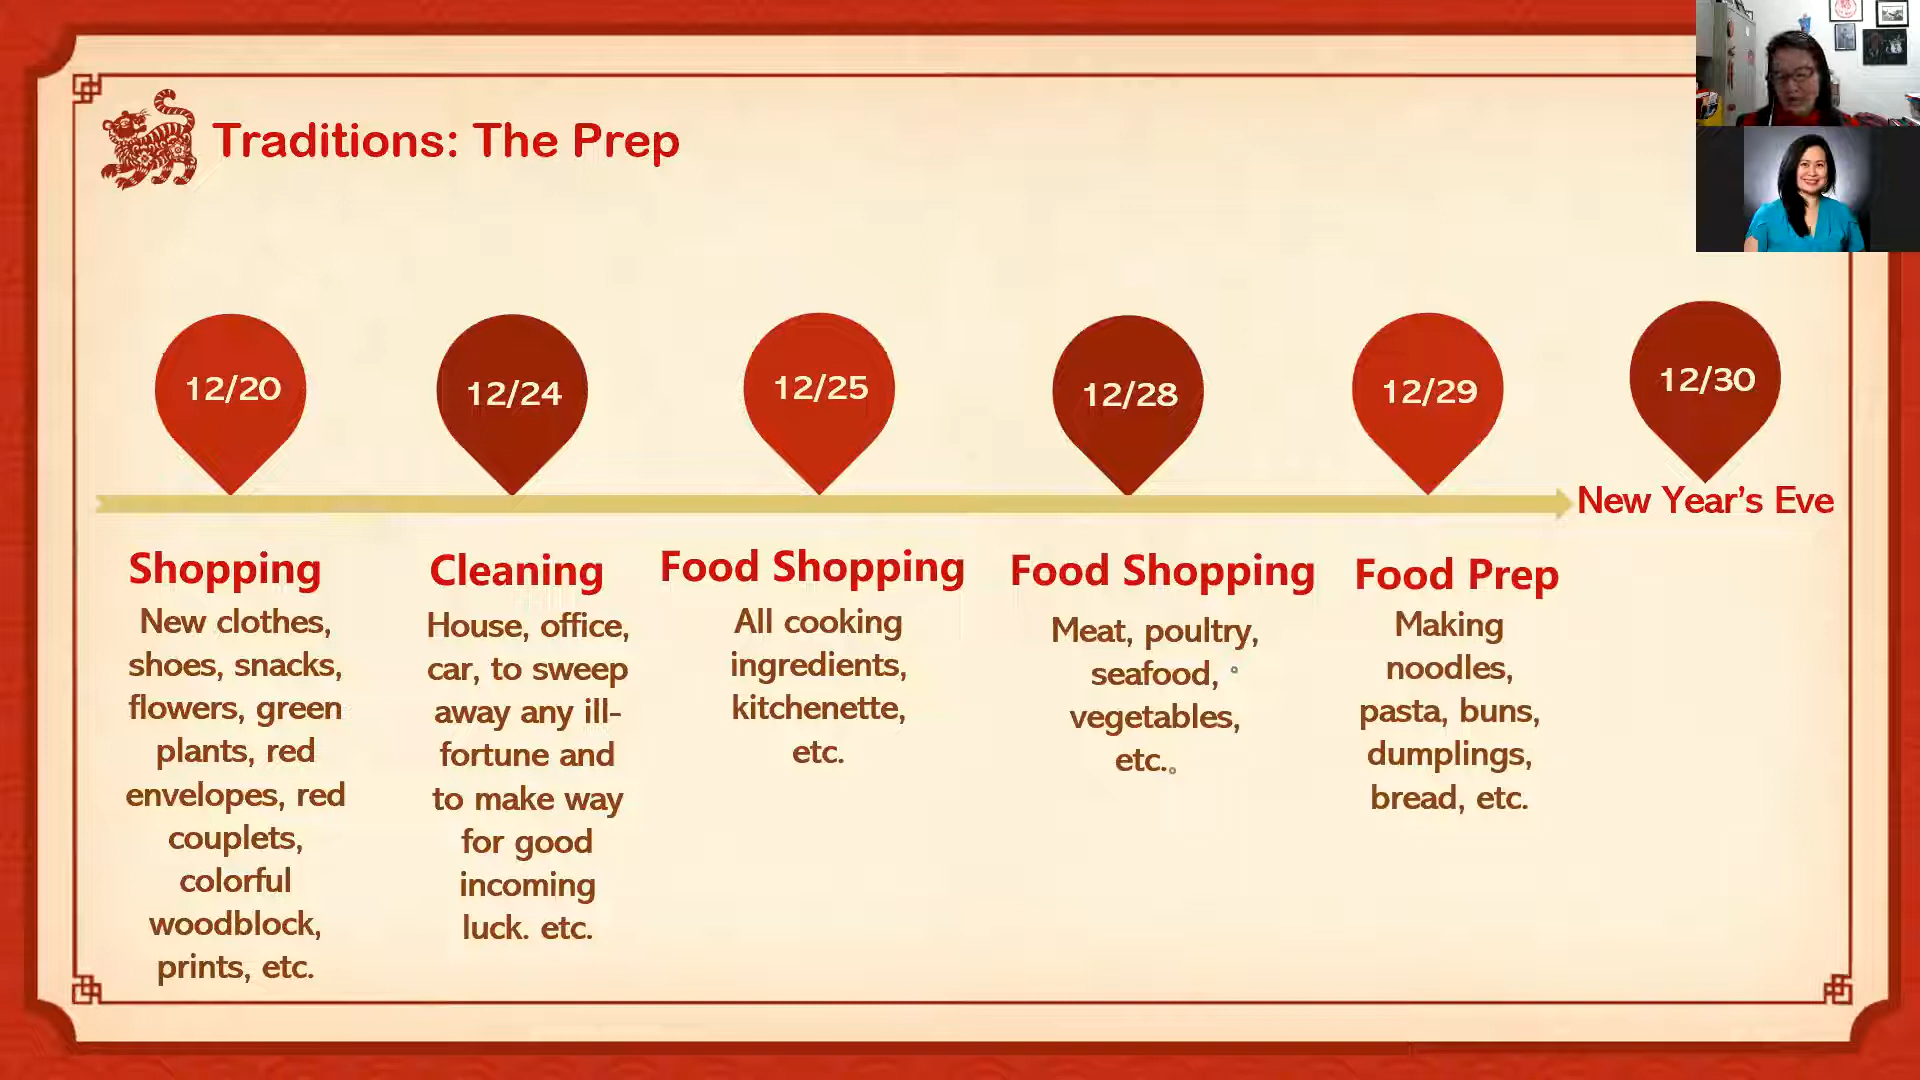 Traditions: The Prep
12/20
12/24
12/25
12/28
12/29
12/30
New Year's Eve
Shopping
New clothes,
shoes, snacks,
flowers, green
plants, red
envelopes, red
couplets,
colorful
woodblock,
prints, etc.
Cleaning
House, office,
car, to sweep
away any ill-
fortune and
to make way
for good
incoming
luck. etc.
Food Shopping
All cooking
ingredients,
kitchenette,
etc.
Food Shopping
Meat, poultry,
seafood, 。
vegetables,
etc.。
Food Prep
Making
noodles,
pasta, buns,
dumplings,
bread, etc.